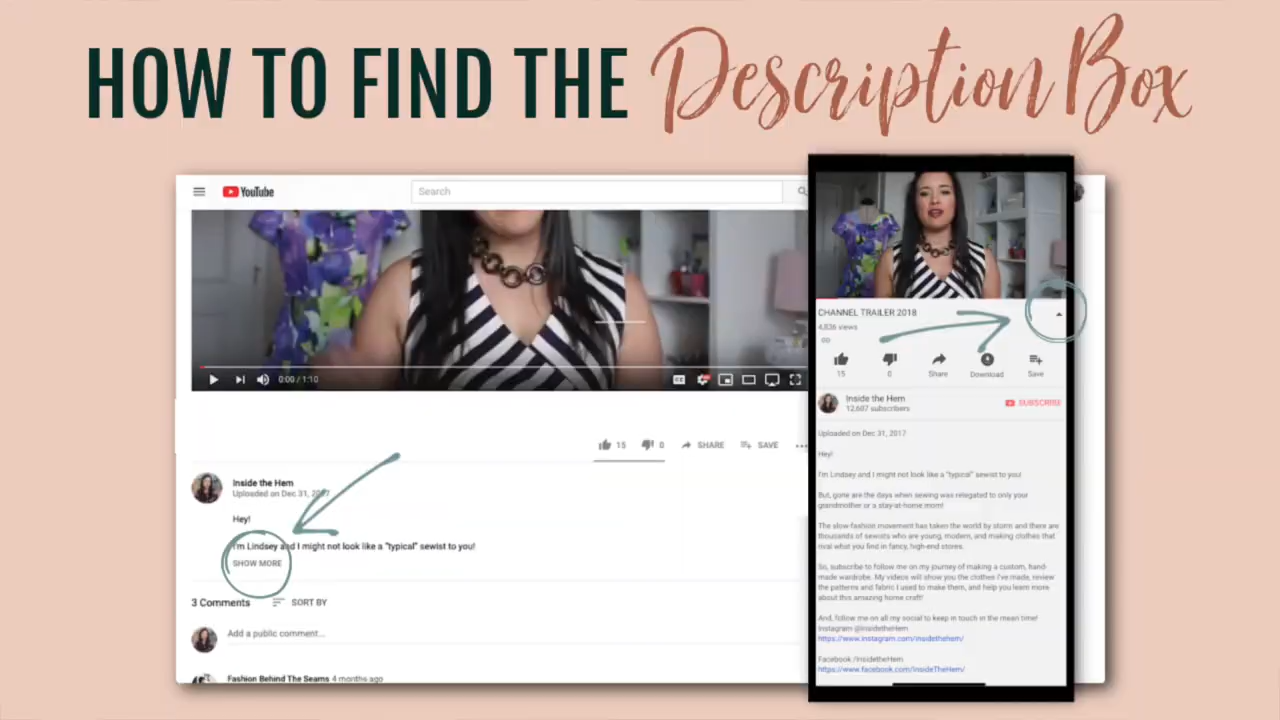 HOW TO FIND THE Description Box
YouTube
Search
0:00 / 1:10
15 0 SHARE SAVE
Inside the Hem
Uploaded on Dec 31, 2017
Hey!
I'm Lindsey and I might not look like a "typical" sewist to you!
SHOW MORE
3 Comments SORT BY
Add a public comment...
Fashion Behind The Seams 4 months ago
CHANNEL TRAILER 2018
4,826 views
15 0 Share Download Save
Inside the Hem
12,607 subscribers
SUBSCRIBE
Uploaded on Dec 31, 2017
Hey!
I'm Lindsey and I might not look like a "typical" sewist to you!
But, gone are the days when sewing was relegated to only your
grandmother or a stay-at-home mom!
The slow-fashion movement has taken the world by storm and there are
thousands of sewists who are young, modern, and making clothes that
rival what you find in fancy, high-end stores.
So, subscribe to follow me on my journey of making a custom, hand-
made wardrobe. My videos will show you the clothes I've made, review
the patterns and fabric I used to make them, and help you learn more
about this amazing home craft!
And, follow me on all my social to keep in touch in the mean time!
Instagram @InsidetheHem
https://www.instagram.com/insidethehem/
Facebook /InsidetheHem
https://www.facebook.com/InsideTheHem/